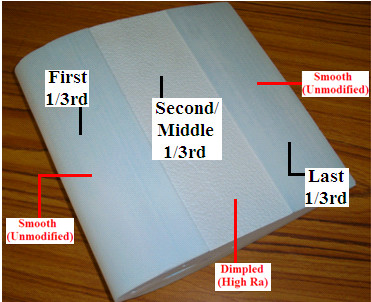 First
1/3rd
Second/
Middle
1/3rd
Smooth
(Unmodified)
Last
1/3rd
Smooth
(Unmodified)
Dimpled
(High Ra)